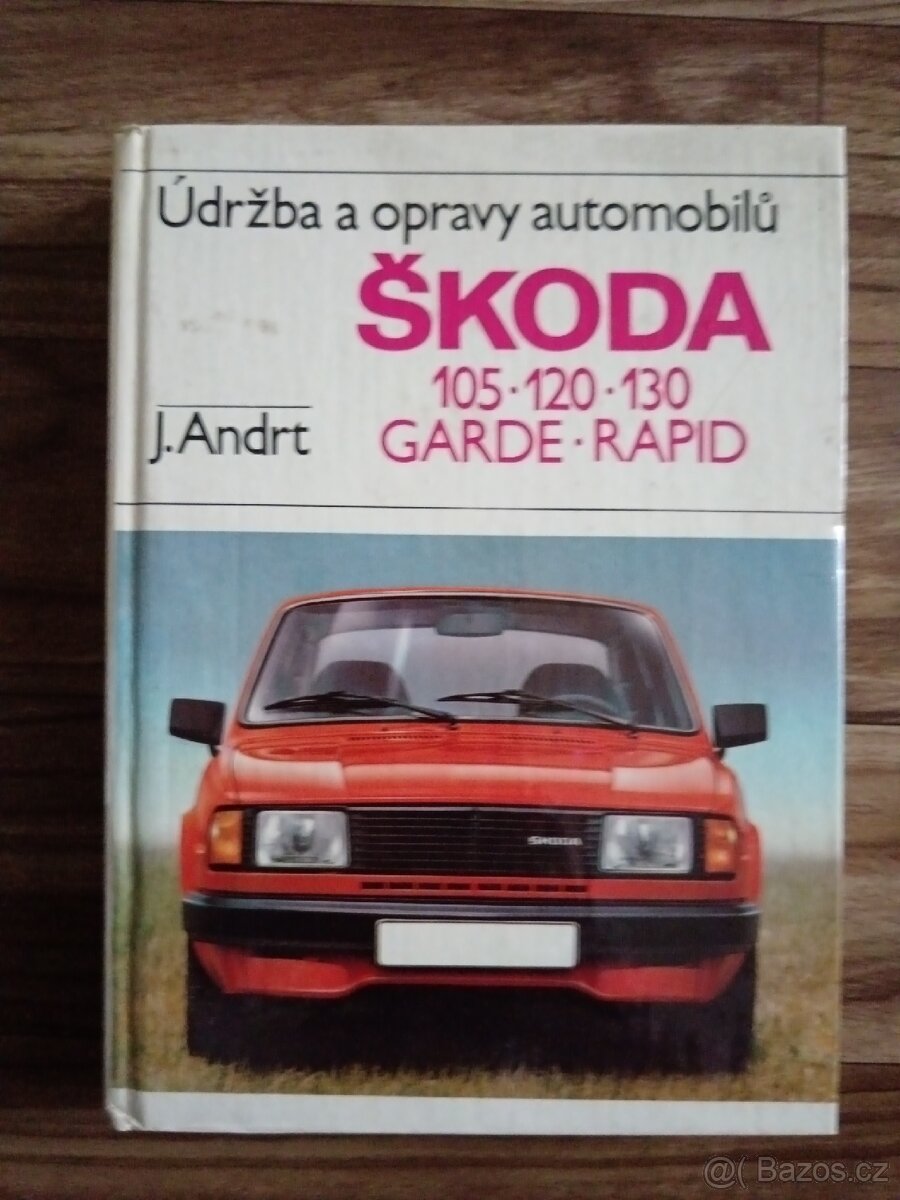 Údržba a opravy automobilů
ŠKODA
105·120·130
GARDE·RAPID
J. Andrt
ŠKODA
@( Bazos.cz